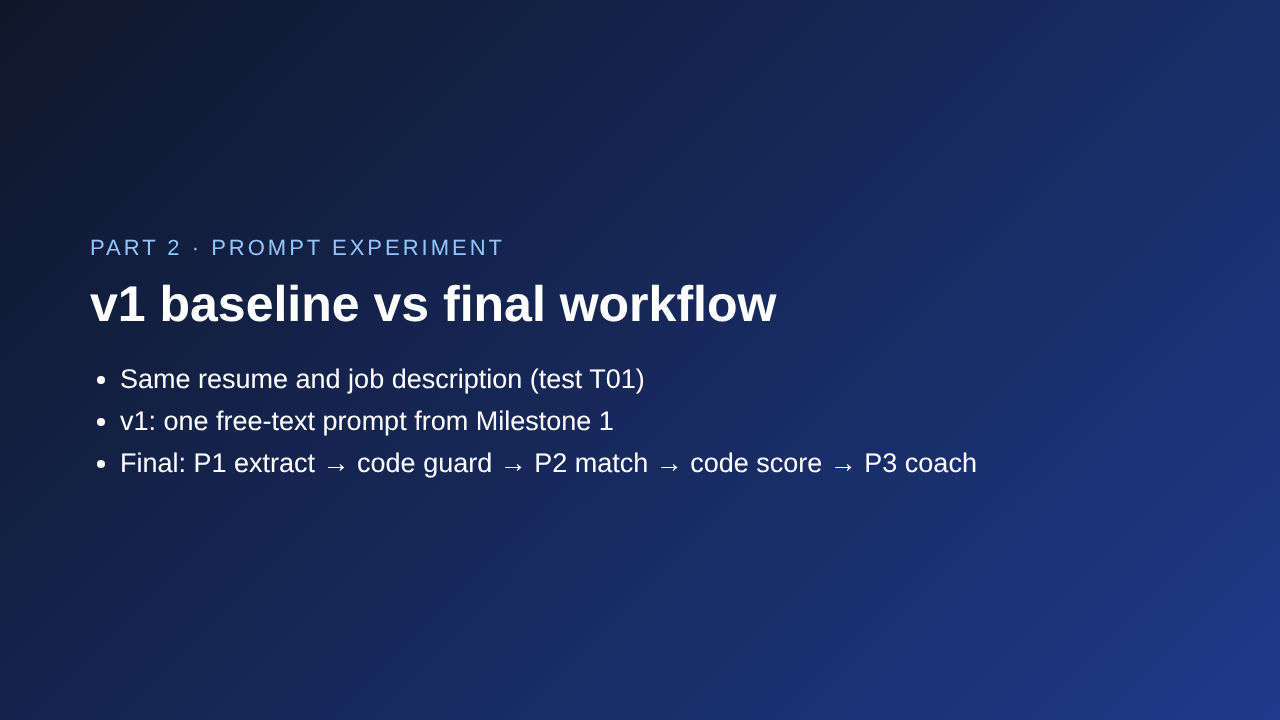 PART 2 · PROMPT EXPERIMENT
v1 baseline vs final workflow
• Same resume and job description (test T01)
• v1: one free-text prompt from Milestone 1
• Final: P1 extract → code guard → P2 match → code score → P3 coach